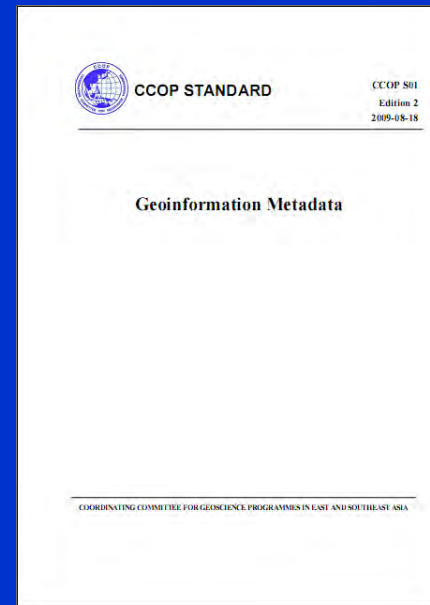 CCOP
CCOP STANDARD
CCOP S01
Edition 2
2009-08-18
Geoinformation Metadata
COORDINATING COMMITTEE FOR GEOSCIENCE PROGRAMMES IN EAST AND SOUTHEAST ASIA